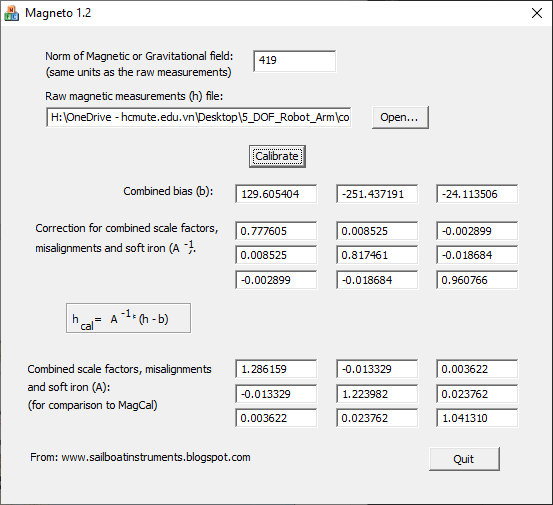 Magneto 1.2
Norm of Magnetic or Gravitational field:
(same units as the raw measurements)
419
Raw magnetic measurements (h) file:
H:\OneDrive - hcmute.edu.vn\Desktop\5_DOF_Robot_Arm\co
Open...
Calibrate
Combined bias (b):
129.605404 -251.437191 -24.113506
Correction for combined scale factors,
misalignments and soft iron (A -1):
0.777605 0.008525 -0.002899
0.008525 0.817461 -0.018684
-0.002899 -0.018684 0.960766
h cal = A -1 * (h - b)
Combined scale factors, misalignments
and soft iron (A):
(for comparison to MagCal)
1.286159 -0.013329 0.003622
-0.013329 1.223982 0.023762
0.003622 0.023762 1.041310
From: www.sailboatinstruments.blogspot.com
Quit